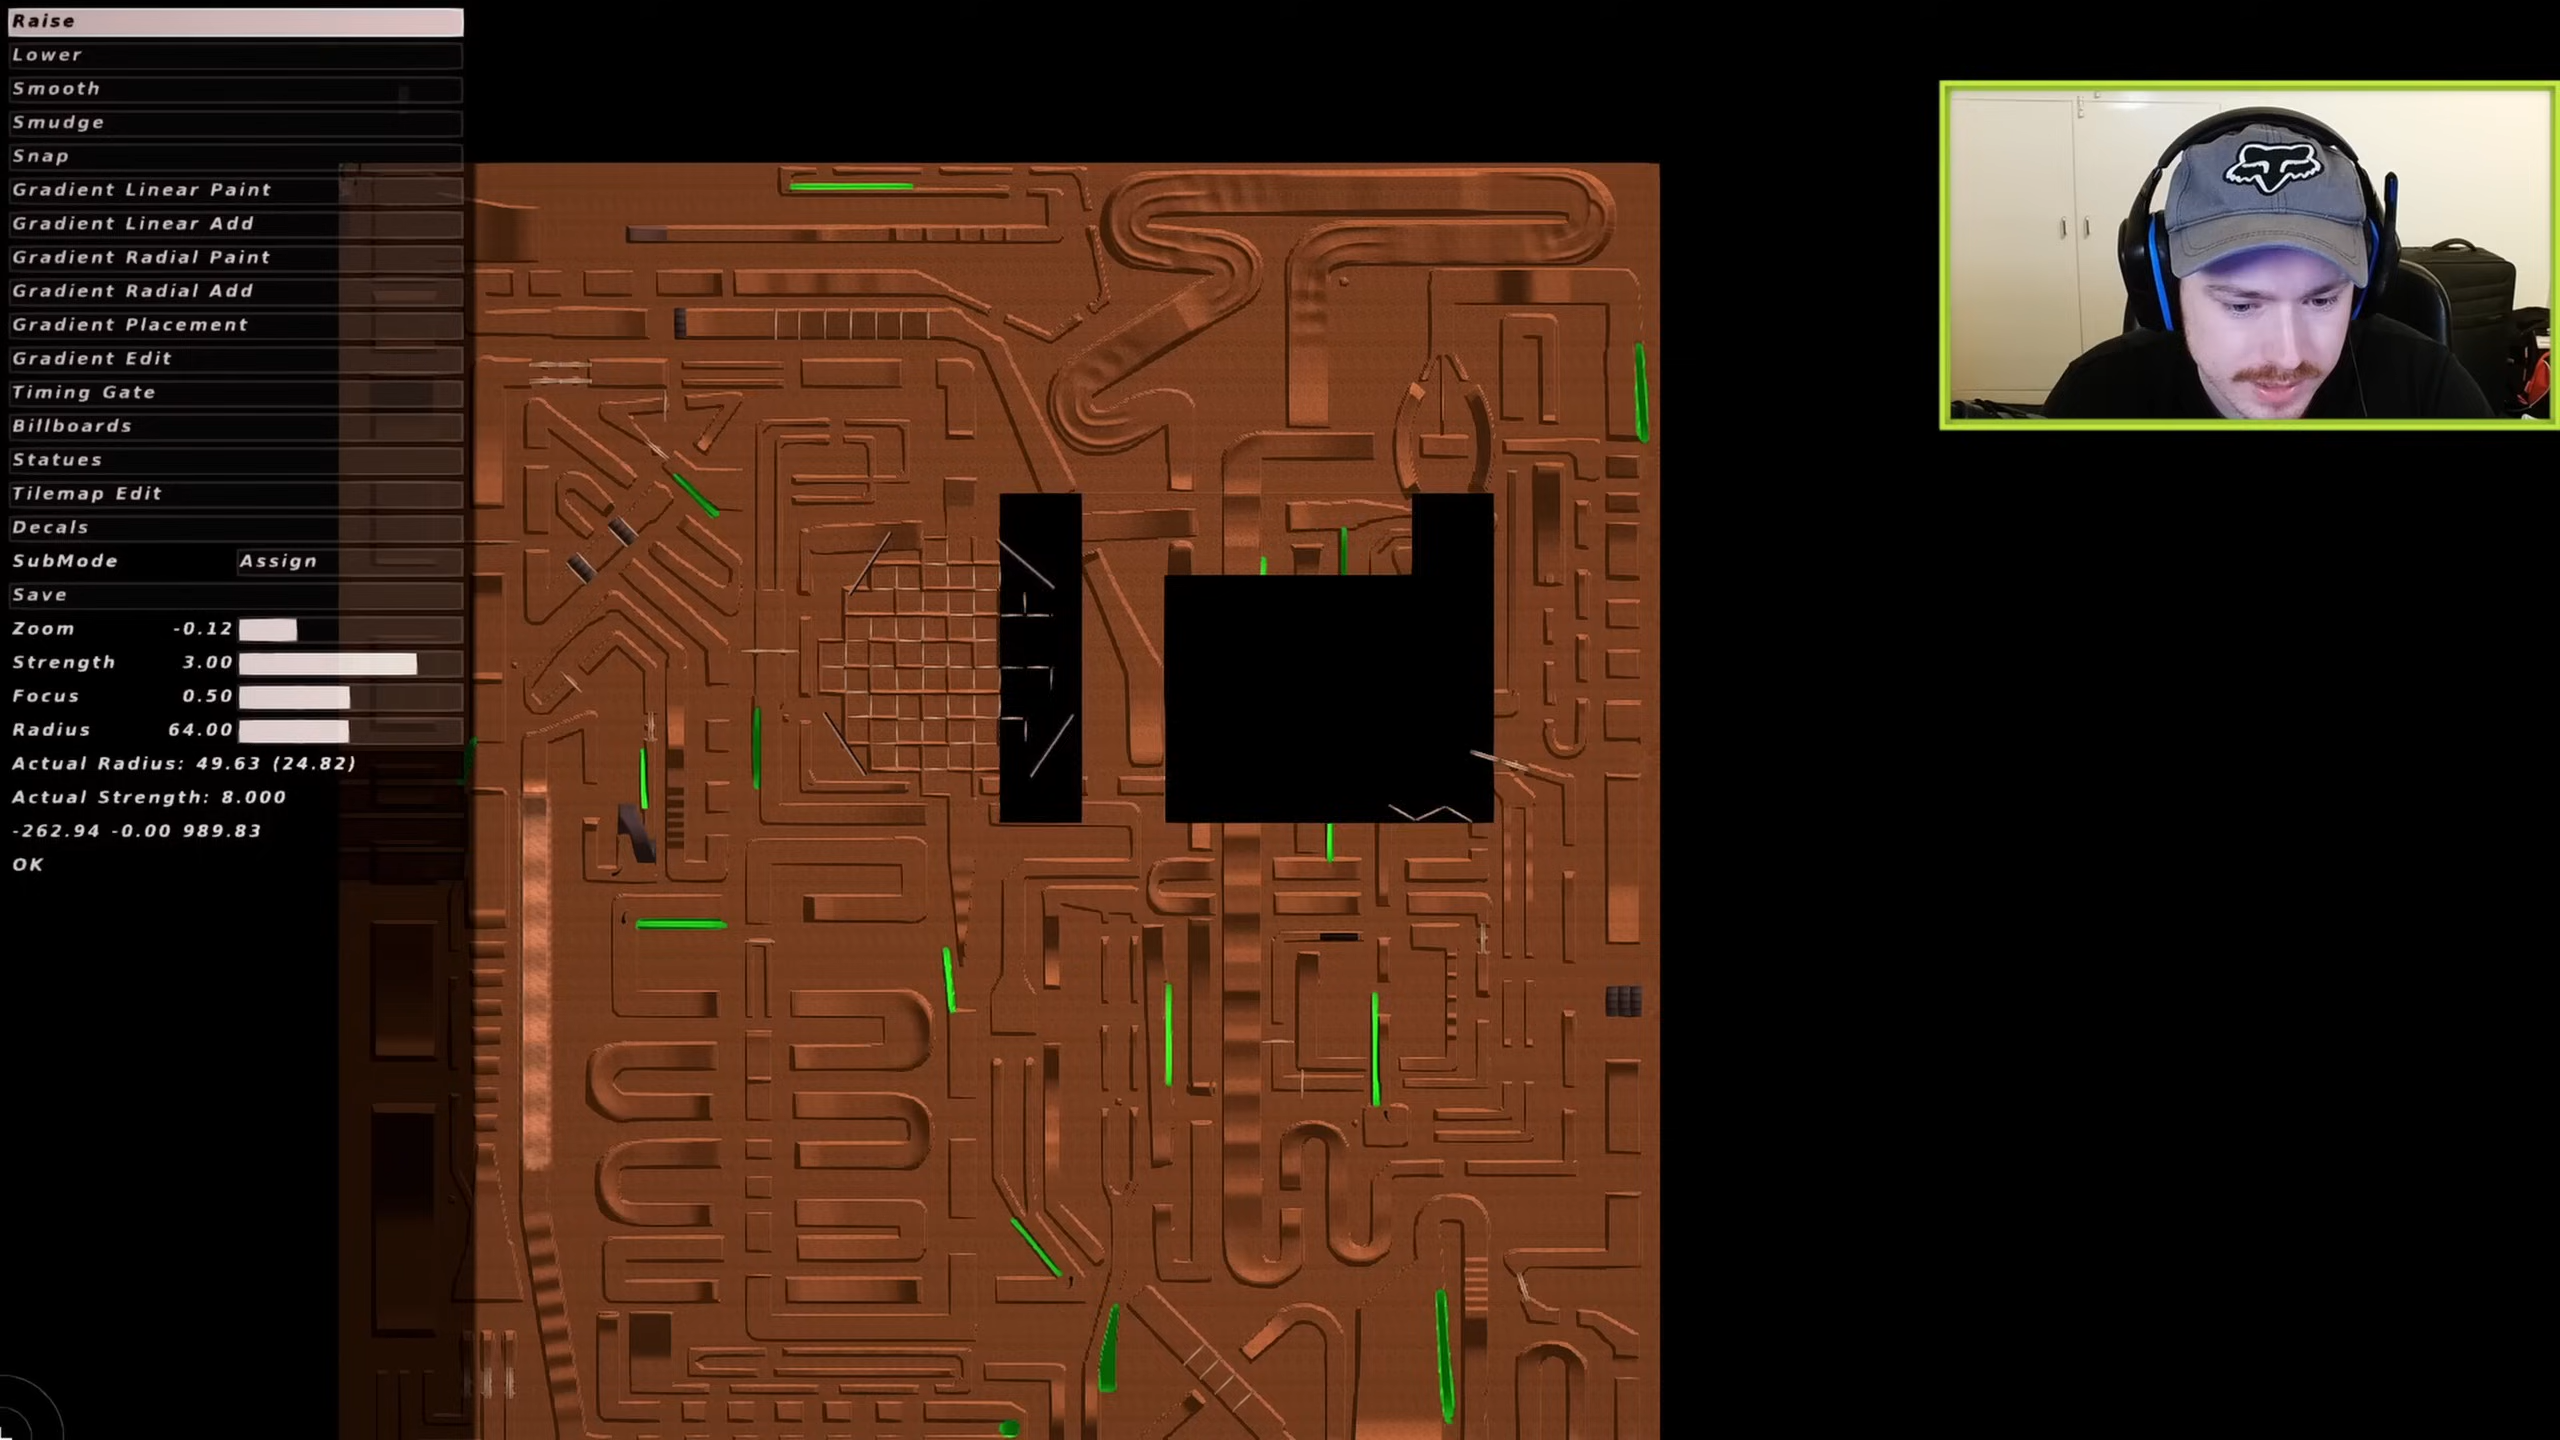 Raise
Lower
Smooth
Smudge
Snap
Gradient Linear Paint
Gradient Linear Add
Gradient Radial Paint
Gradient Radial Add
Gradient Placement
Gradient Edit
Timing Gate
Billboards
Statues
Tilemap Edit
Decals
SubMode Assign
Save
Zoom -0.12
Strength 3.00
Focus 0.50
Radius 64.00
Actual Radius: 49.63 (24.82)
Actual Strength: 8.000
-262.94 -0.00 989.83
OK